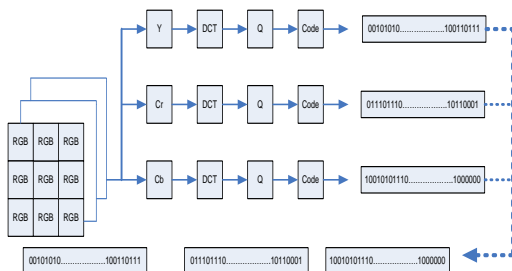 Y DCT Q Code 00101010......................100110111
Cr DCT Q Code 011101110...................10110001
Cb DCT Q Code 10010101110...................1000000
RGB RGB RGB
RGB RGB RGB
RGB RGB RGB
00101010......................100110111 011101110...................10110001 10010101110...................1000000